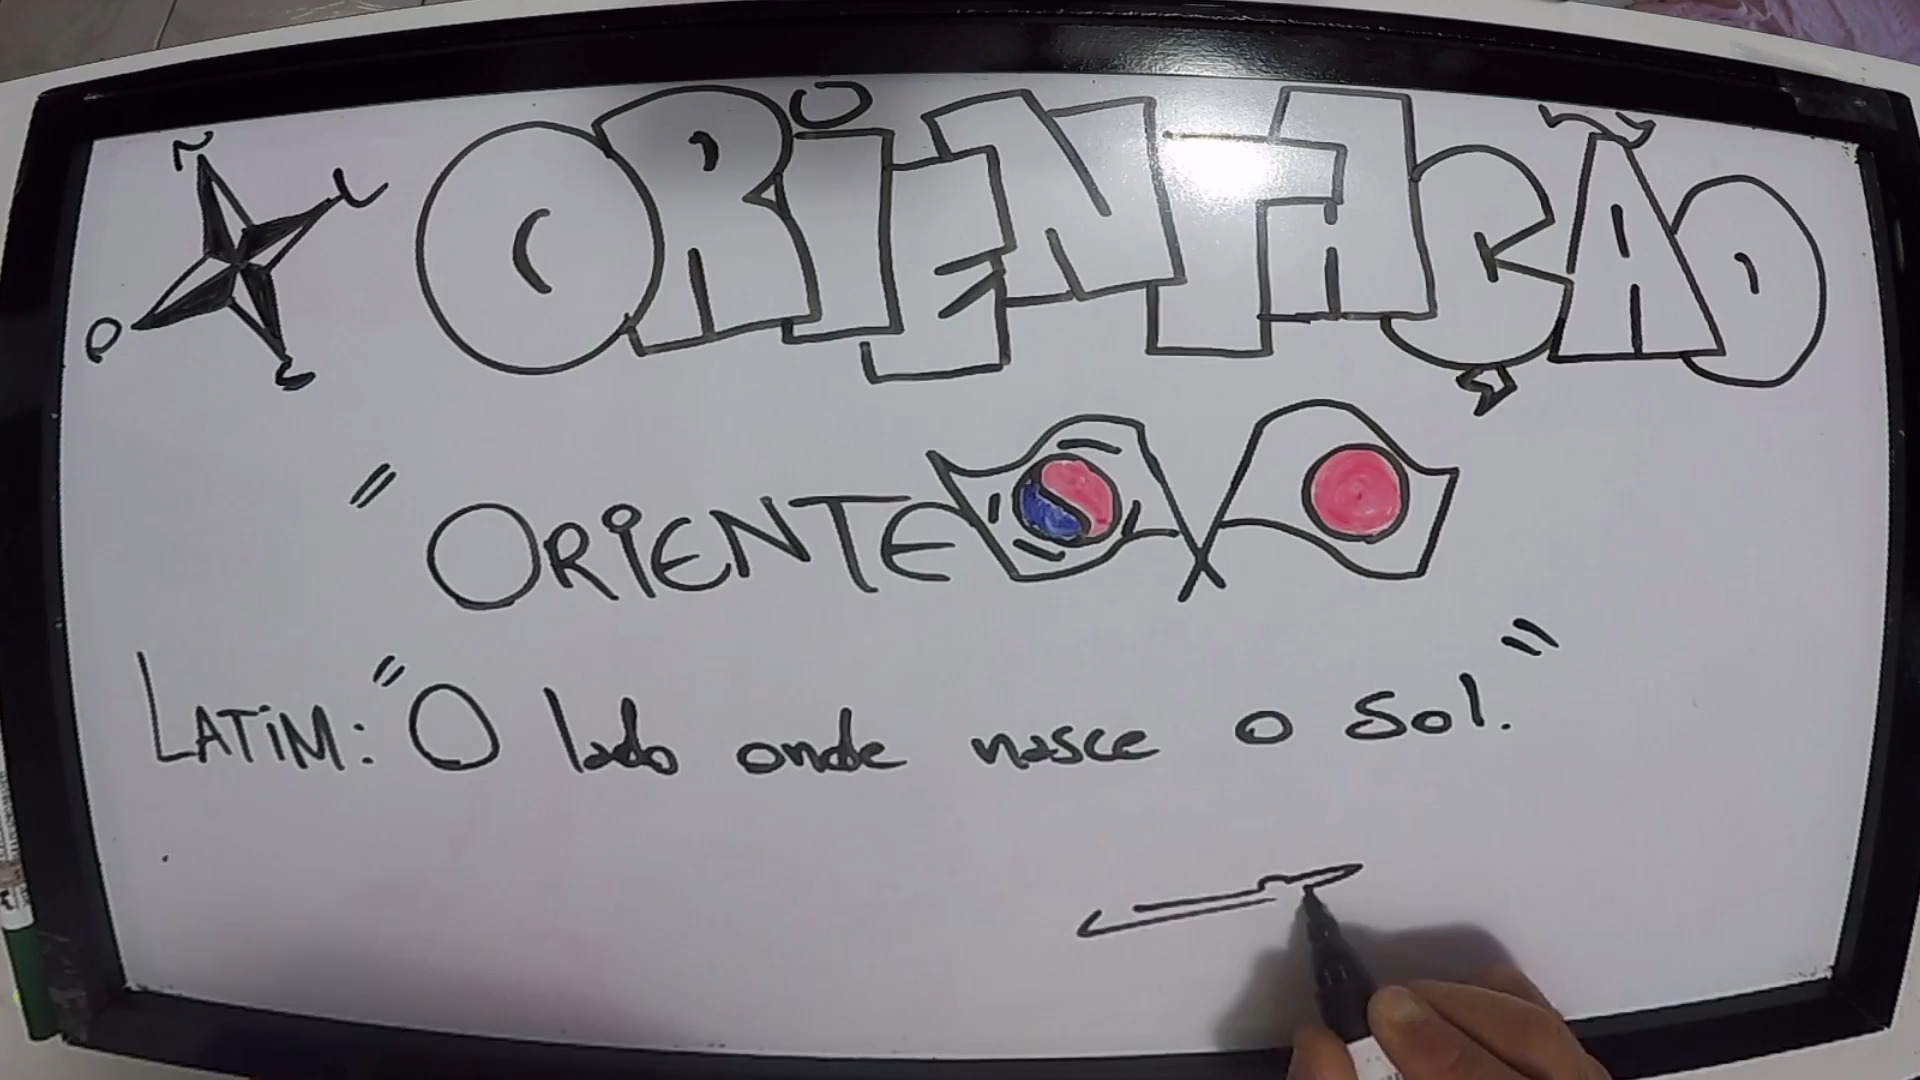 N
L
O
S
ORiENTAÇÃO
"ORiENTE
LATiM: "O lado onde nasce o Sol."